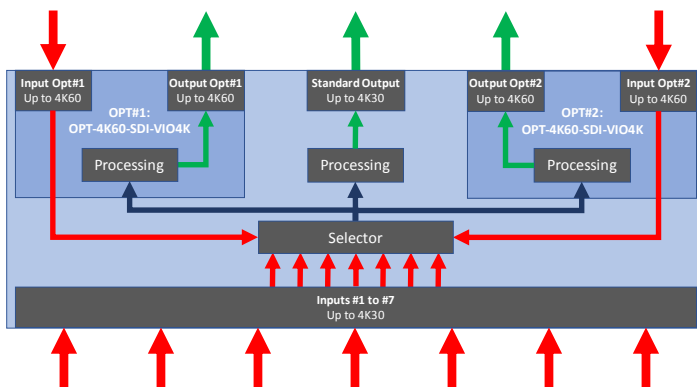 Input Opt#1
Up to 4K60
Output Opt#1
Up to 4K60
Standard Output
Up to 4K30
Output Opt#2
Up to 4K60
Input Opt#2
Up to 4K60
OPT#1:
OPT-4K60-SDI-VIO4K
OPT#2:
OPT-4K60-SDI-VIO4K
Processing
Processing
Processing
Selector
Inputs #1 to #7
Up to 4K30